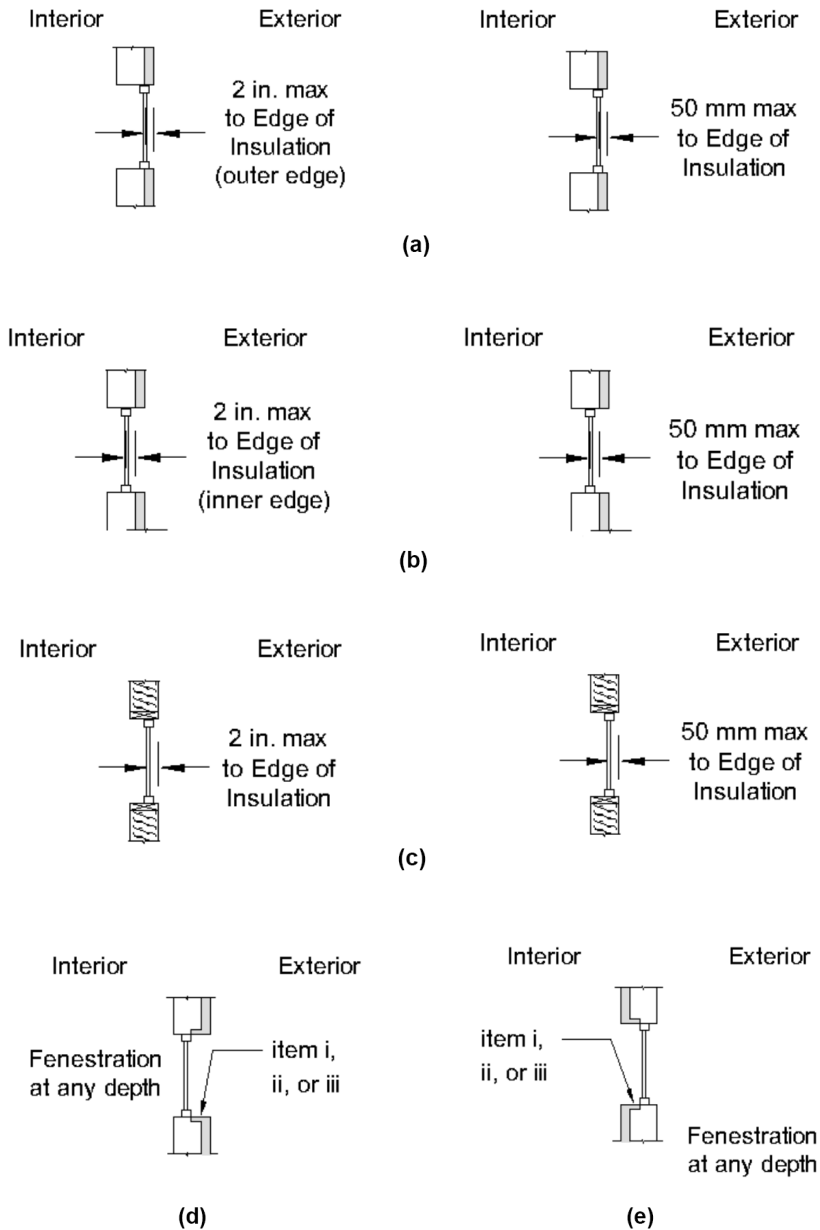 Interior Exterior
2 in. max
to Edge of
Insulation
(outer edge)
Interior Exterior
50 mm max
to Edge of
Insulation
(a)
Interior Exterior
2 in. max
to Edge of
Insulation
(inner edge)
Interior Exterior
50 mm max
to Edge of
Insulation
(b)
Interior Exterior
2 in. max
to Edge of
Insulation
Interior Exterior
50 mm max
to Edge of
Insulation
(c)
Interior Exterior
Fenestration
at any depth
item i,
ii, or iii
(d)
Interior Exterior
item i,
ii, or iii
Fenestration
at any depth
(e)